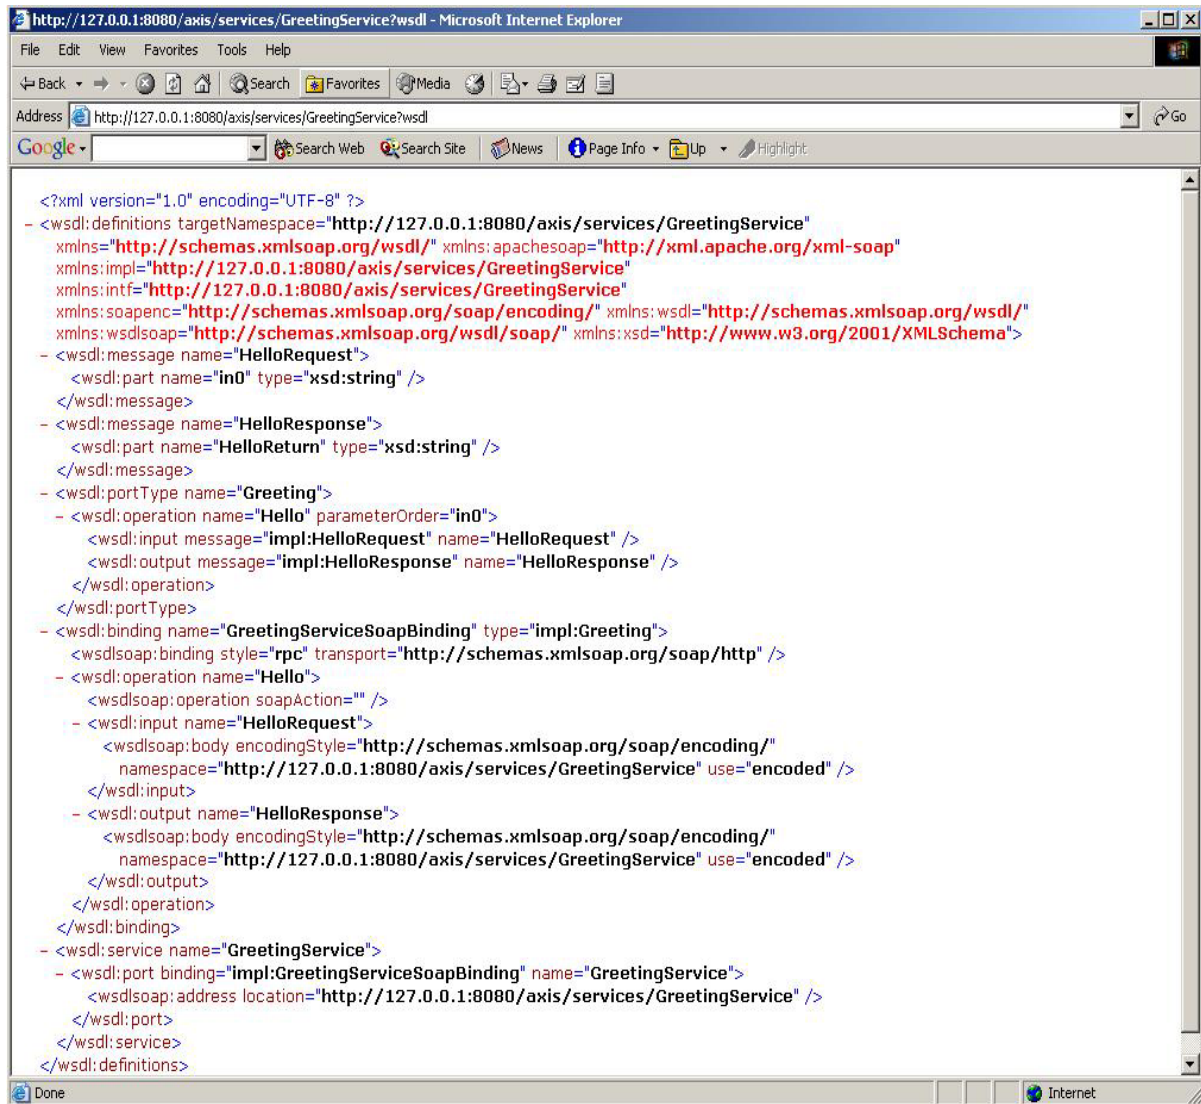 http://127.0.0.1:8080/axis/services/GreetingService?wsdl - Microsoft Internet Explorer
File Edit View Favorites Tools Help
Back Search Favorites Media
Address http://127.0.0.1:8080/axis/services/GreetingService?wsdl Go
Google Search Web Search Site News Page Info Up Highlight
<?xml version="1.0" encoding="UTF-8" ?>
- <wsdl:definitions targetNamespace="http://127.0.0.1:8080/axis/services/GreetingService"
xmlns="http://schemas.xmlsoap.org/wsdl/" xmlns:apachesoap="http://xml.apache.org/xml-soap"
xmlns:impl="http://127.0.0.1:8080/axis/services/GreetingService"
xmlns:intf="http://127.0.0.1:8080/axis/services/GreetingService"
xmlns:soapenc="http://schemas.xmlsoap.org/soap/encoding/" xmlns:wsdl="http://schemas.xmlsoap.org/wsdl/"
xmlns:wsdlsoap="http://schemas.xmlsoap.org/wsdl/soap/" xmlns:xsd="http://www.w3.org/2001/XMLSchema">
- <wsdl:message name="HelloRequest">
<wsdl:part name="in0" type="xsd:string" />
</wsdl:message>
- <wsdl:message name="HelloResponse">
<wsdl:part name="HelloReturn" type="xsd:string" />
</wsdl:message>
- <wsdl:portType name="Greeting">
- <wsdl:operation name="Hello" parameterOrder="in0">
<wsdl:input message="impl:HelloRequest" name="HelloRequest" />
<wsdl:output message="impl:HelloResponse" name="HelloResponse" />
</wsdl:operation>
</wsdl:portType>
- <wsdl:binding name="GreetingServiceSoapBinding" type="impl:Greeting">
<wsdlsoap:binding style="rpc" transport="http://schemas.xmlsoap.org/soap/http" />
- <wsdl:operation name="Hello">
<wsdlsoap:operation soapAction="" />
- <wsdl:input name="HelloRequest">
<wsdlsoap:body encodingStyle="http://schemas.xmlsoap.org/soap/encoding/"
namespace="http://127.0.0.1:8080/axis/services/GreetingService" use="encoded" />
</wsdl:input>
- <wsdl:output name="HelloResponse">
<wsdlsoap:body encodingStyle="http://schemas.xmlsoap.org/soap/encoding/"
namespace="http://127.0.0.1:8080/axis/services/GreetingService" use="encoded" />
</wsdl:output>
</wsdl:operation>
</wsdl:binding>
- <wsdl:service name="GreetingService">
- <wsdl:port binding="impl:GreetingServiceSoapBinding" name="GreetingService">
<wsdlsoap:address location="http://127.0.0.1:8080/axis/services/GreetingService" />
</wsdl:port>
</wsdl:service>
</wsdl:definitions>
Done Internet